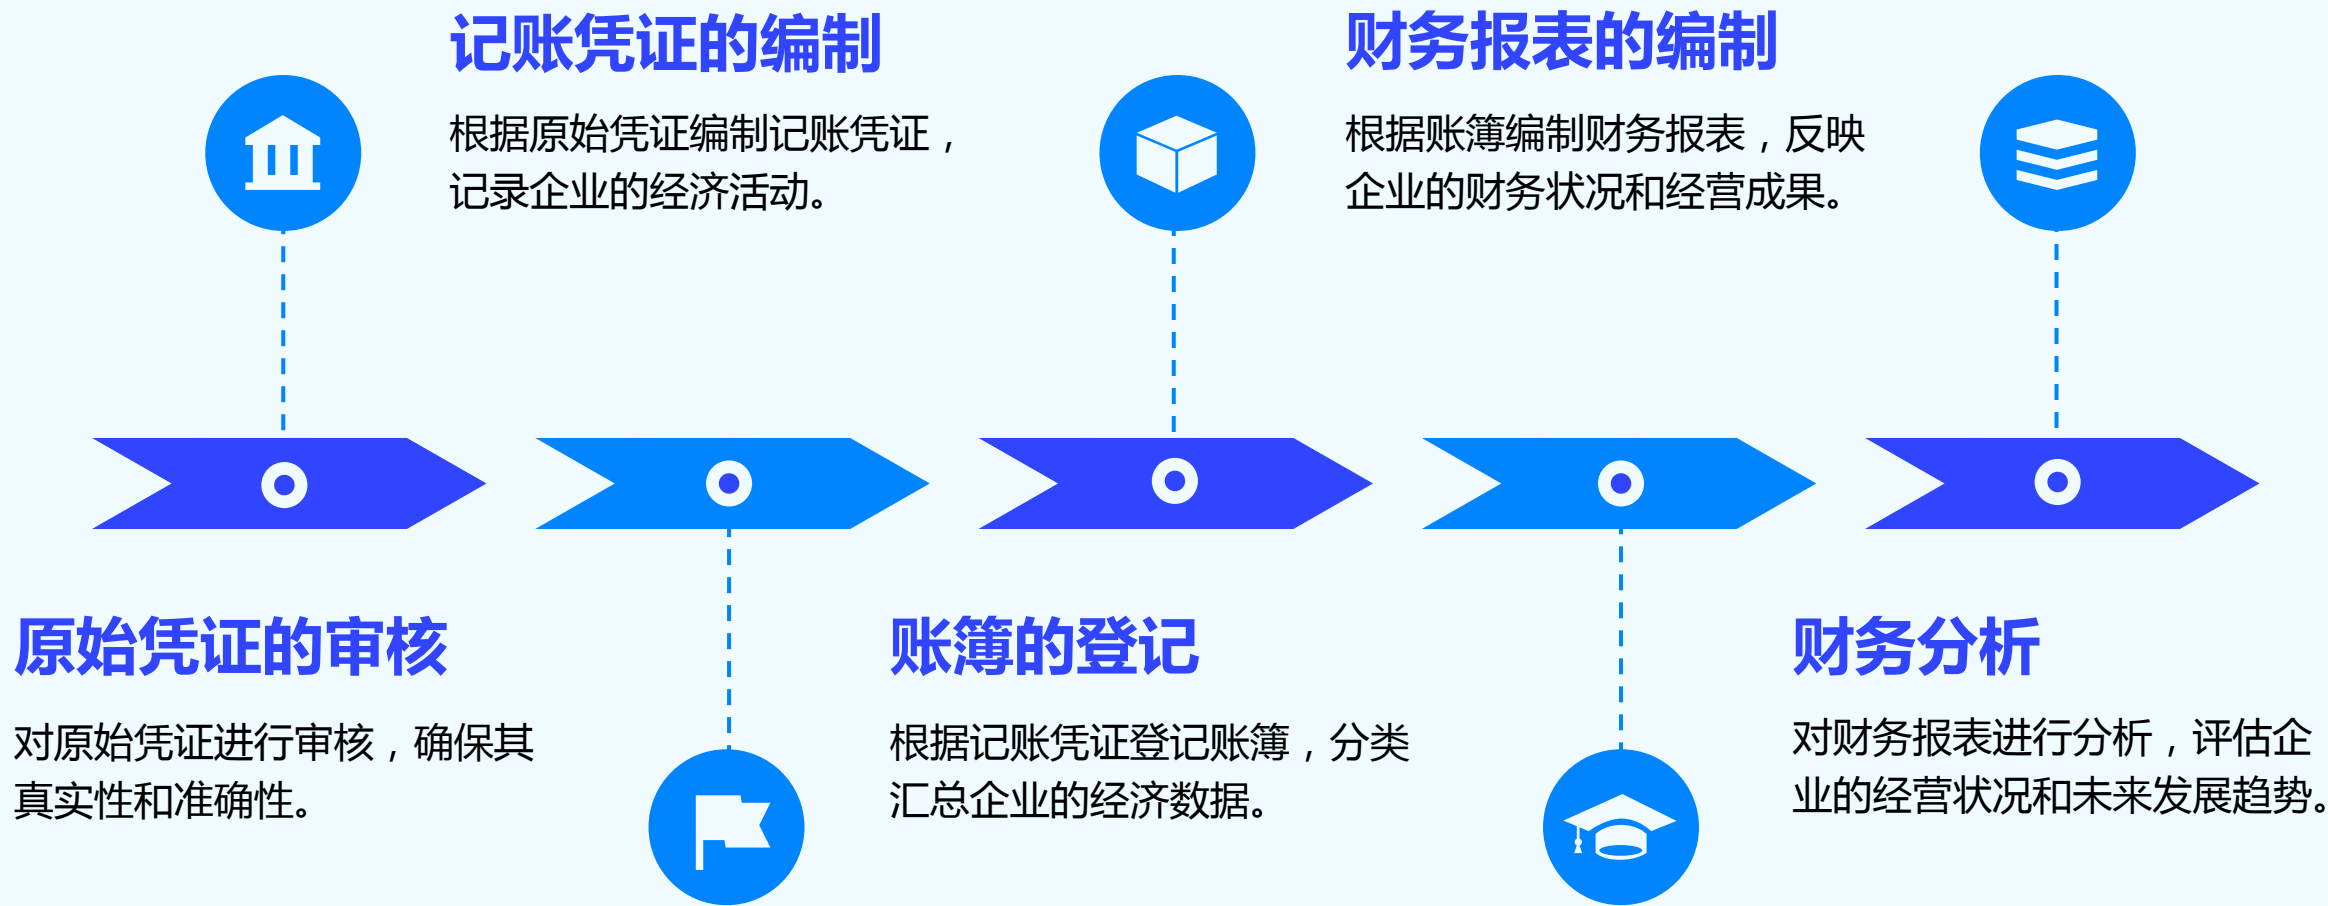 原始凭证的审核
对原始凭证进行审核，确保其
真实性和准确性。
记账凭证的编制
根据原始凭证编制记账凭证，
记录企业的经济活动。
账簿的登记
根据记账凭证登记账簿，分类
汇总企业的经济数据。
财务报表的编制
根据账簿编制财务报表，反映
企业的财务状况和经营成果。
财务分析
对财务报表进行分析，评估企
业的经营状况和未来发展趋势。